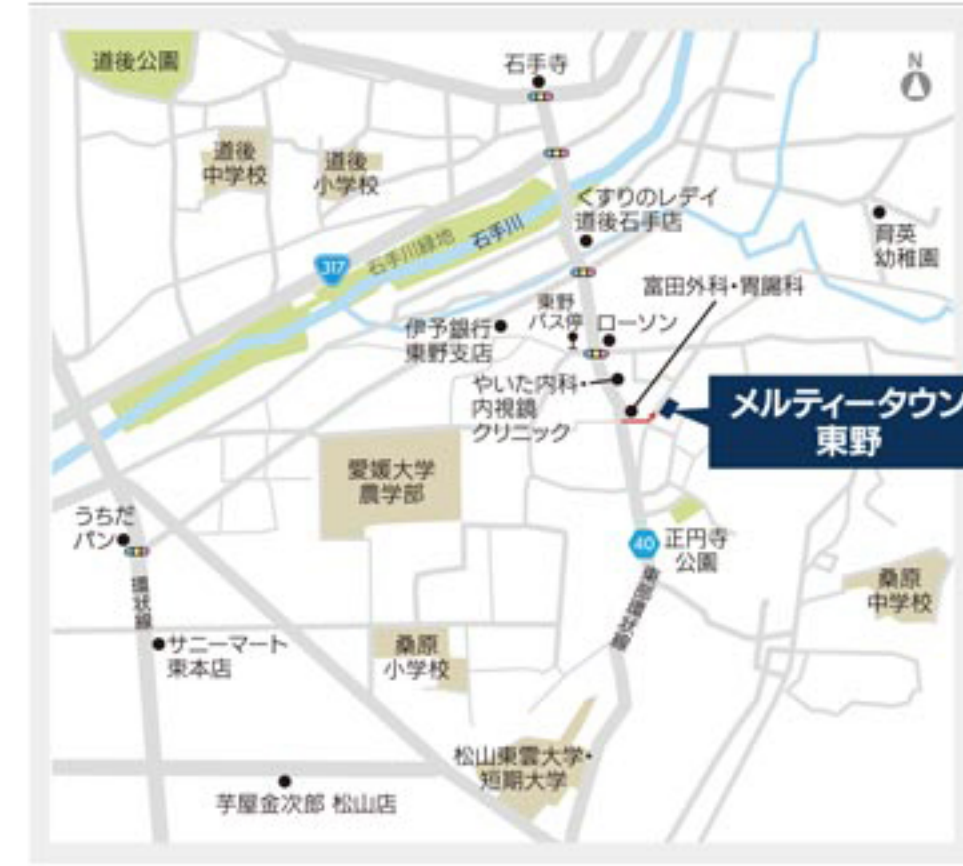 道後公園
石手寺
N
道後
中学校
道後
小学校
くすりのレデイ
道後石手店
育英
幼稚園
石手川緑地
石手川
317
富田外科・胃腸科
東野
バス停
ローソン
伊予銀行
東野支店
やいた内科・
内視鏡
クリニック
メルティータウン
東野
愛媛大学
農学部
うちだ
パン
40
正円寺
公園
桑原
中学校
環状線
東部環状線
サニーマート
東本店
桑原
小学校
松山東雲大学・
短期大学
芋屋金次郎 松山店